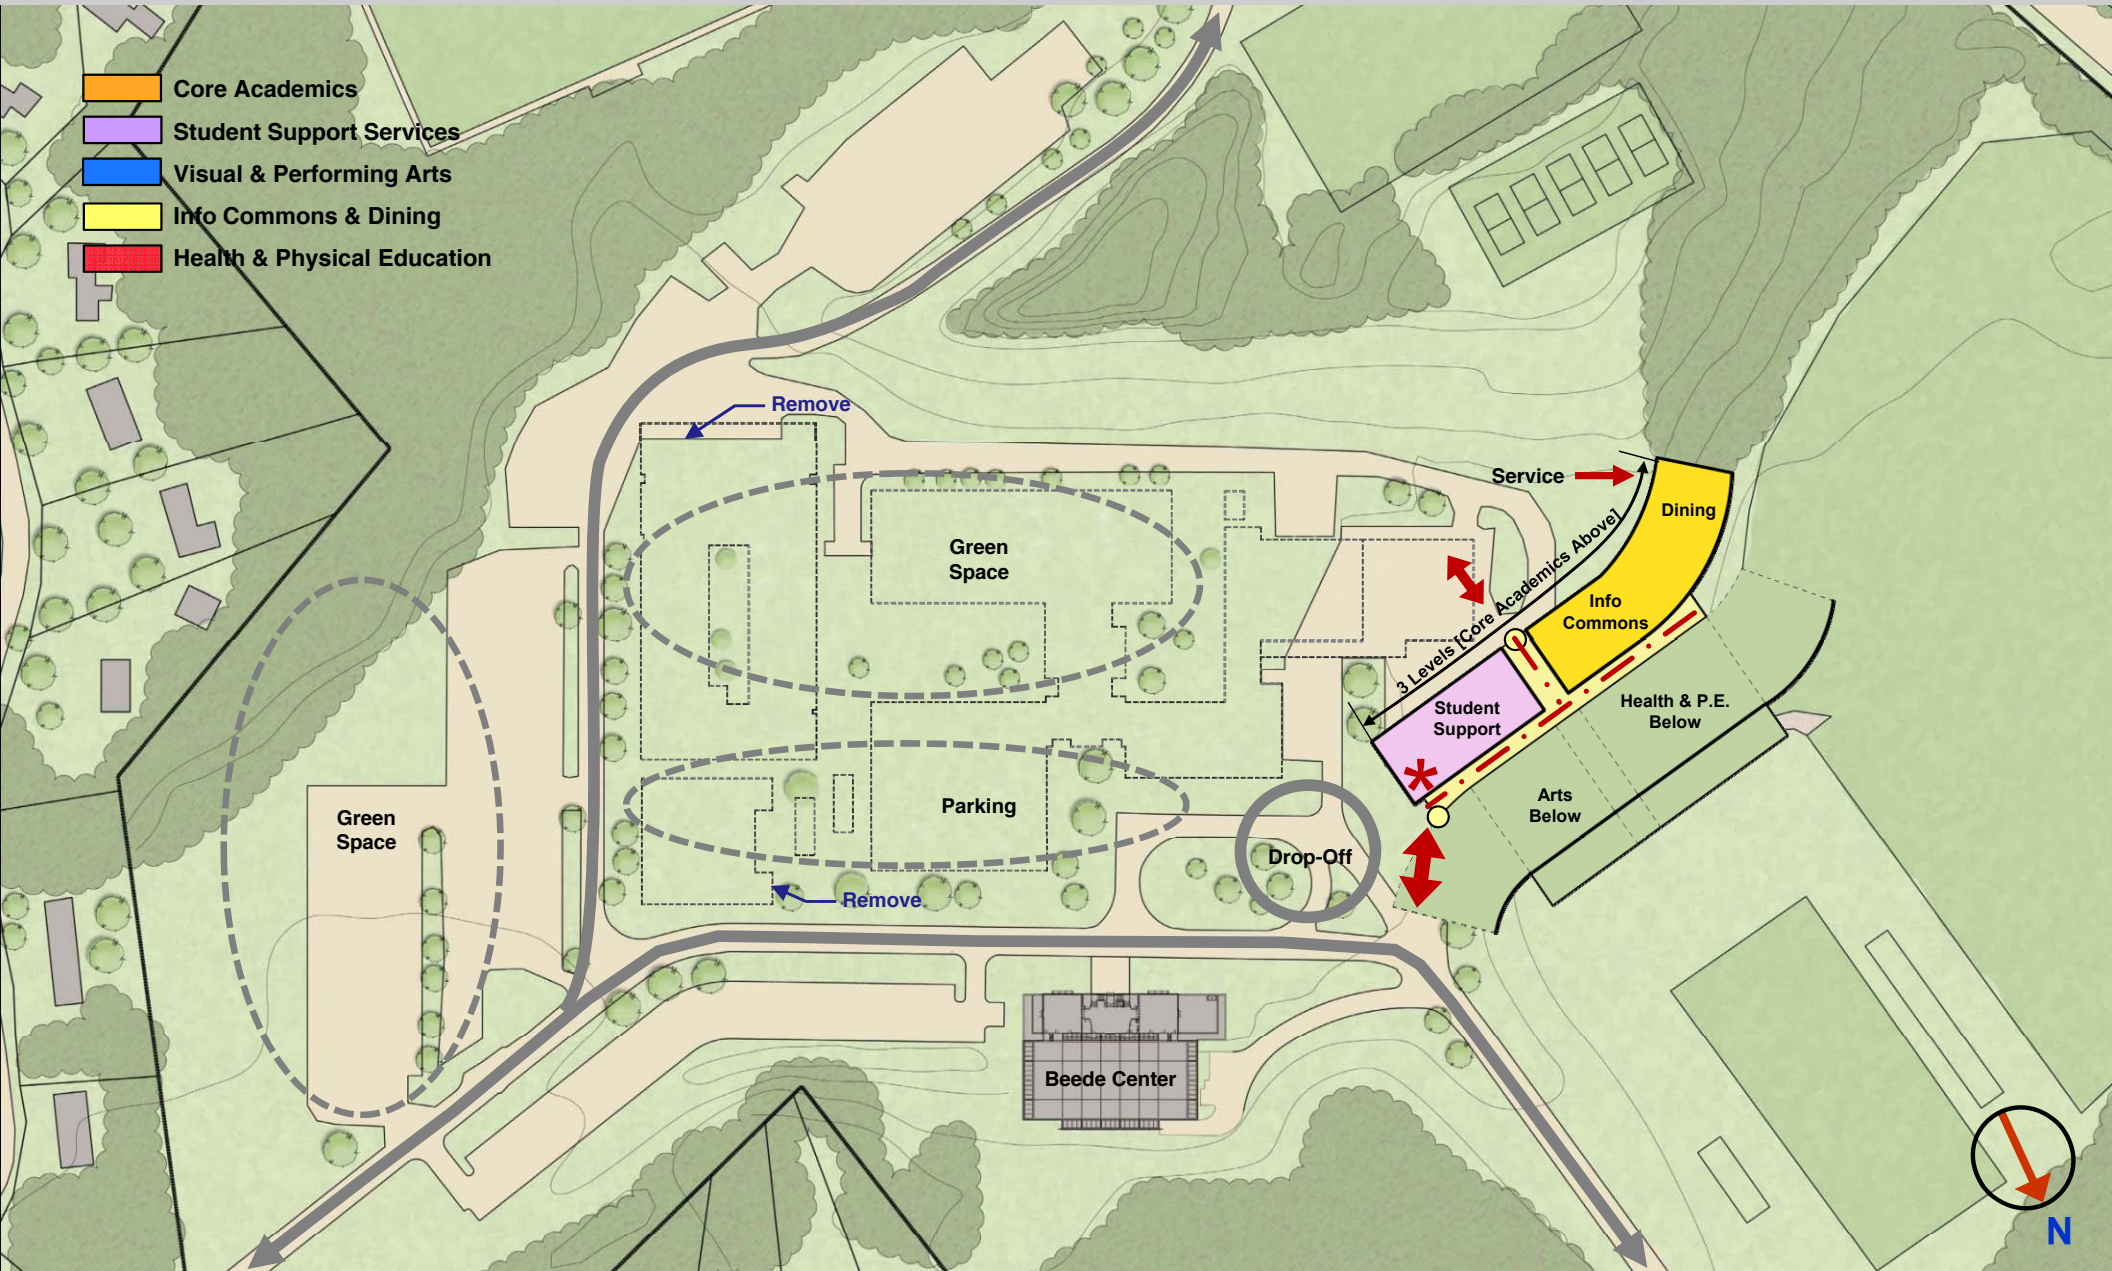 Core Academics
Student Support Services
Visual & Performing Arts
Info Commons & Dining
Health & Physical Education
Remove
Service
Dining
Green
Space
3 Levels [Core Academics Above]
Info
Commons
Student
Support
*
Health & P.E.
Below
Arts
Below
Parking
Green
Space
Drop-Off
Remove
Beede Center
N